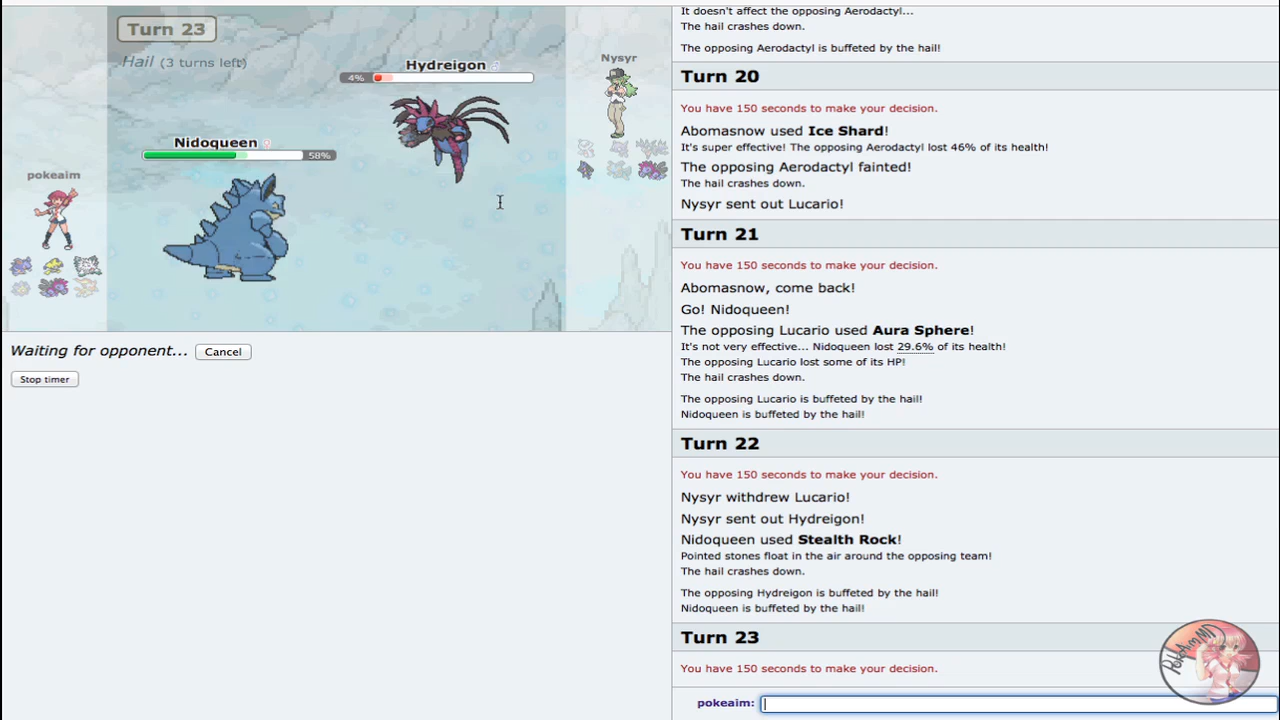 Turn 23
Hail (3 turns left)
Hydreigon
4%
Nysyr
Nidoqueen
58%
pokeaim
Waiting for opponent... Cancel
Stop timer
It doesn't affect the opposing Aerodactyl...
The hail crashes down.
The opposing Aerodactyl is buffeted by the hail!
Turn 20
You have 150 seconds to make your decision.
Abomasnow used Ice Shard!
It's super effective! The opposing Aerodactyl lost 46% of its health!
The opposing Aerodactyl fainted!
The hail crashes down.
Nysyr sent out Lucario!
Turn 21
You have 150 seconds to make your decision.
Abomasnow, come back!
Go! Nidoqueen!
The opposing Lucario used Aura Sphere!
It's not very effective... Nidoqueen lost 29.6% of its health!
The opposing Lucario lost some of its HP!
The hail crashes down.
The opposing Lucario is buffeted by the hail!
Nidoqueen is buffeted by the hail!
Turn 22
You have 150 seconds to make your decision.
Nysyr withdrew Lucario!
Nysyr sent out Hydreigon!
Nidoqueen used Stealth Rock!
Pointed stones float in the air around the opposing team!
The hail crashes down.
The opposing Hydreigon is buffeted by the hail!
Nidoqueen is buffeted by the hail!
Turn 23
You have 150 seconds to make your decision.
pokeaim:
PokeAimMD